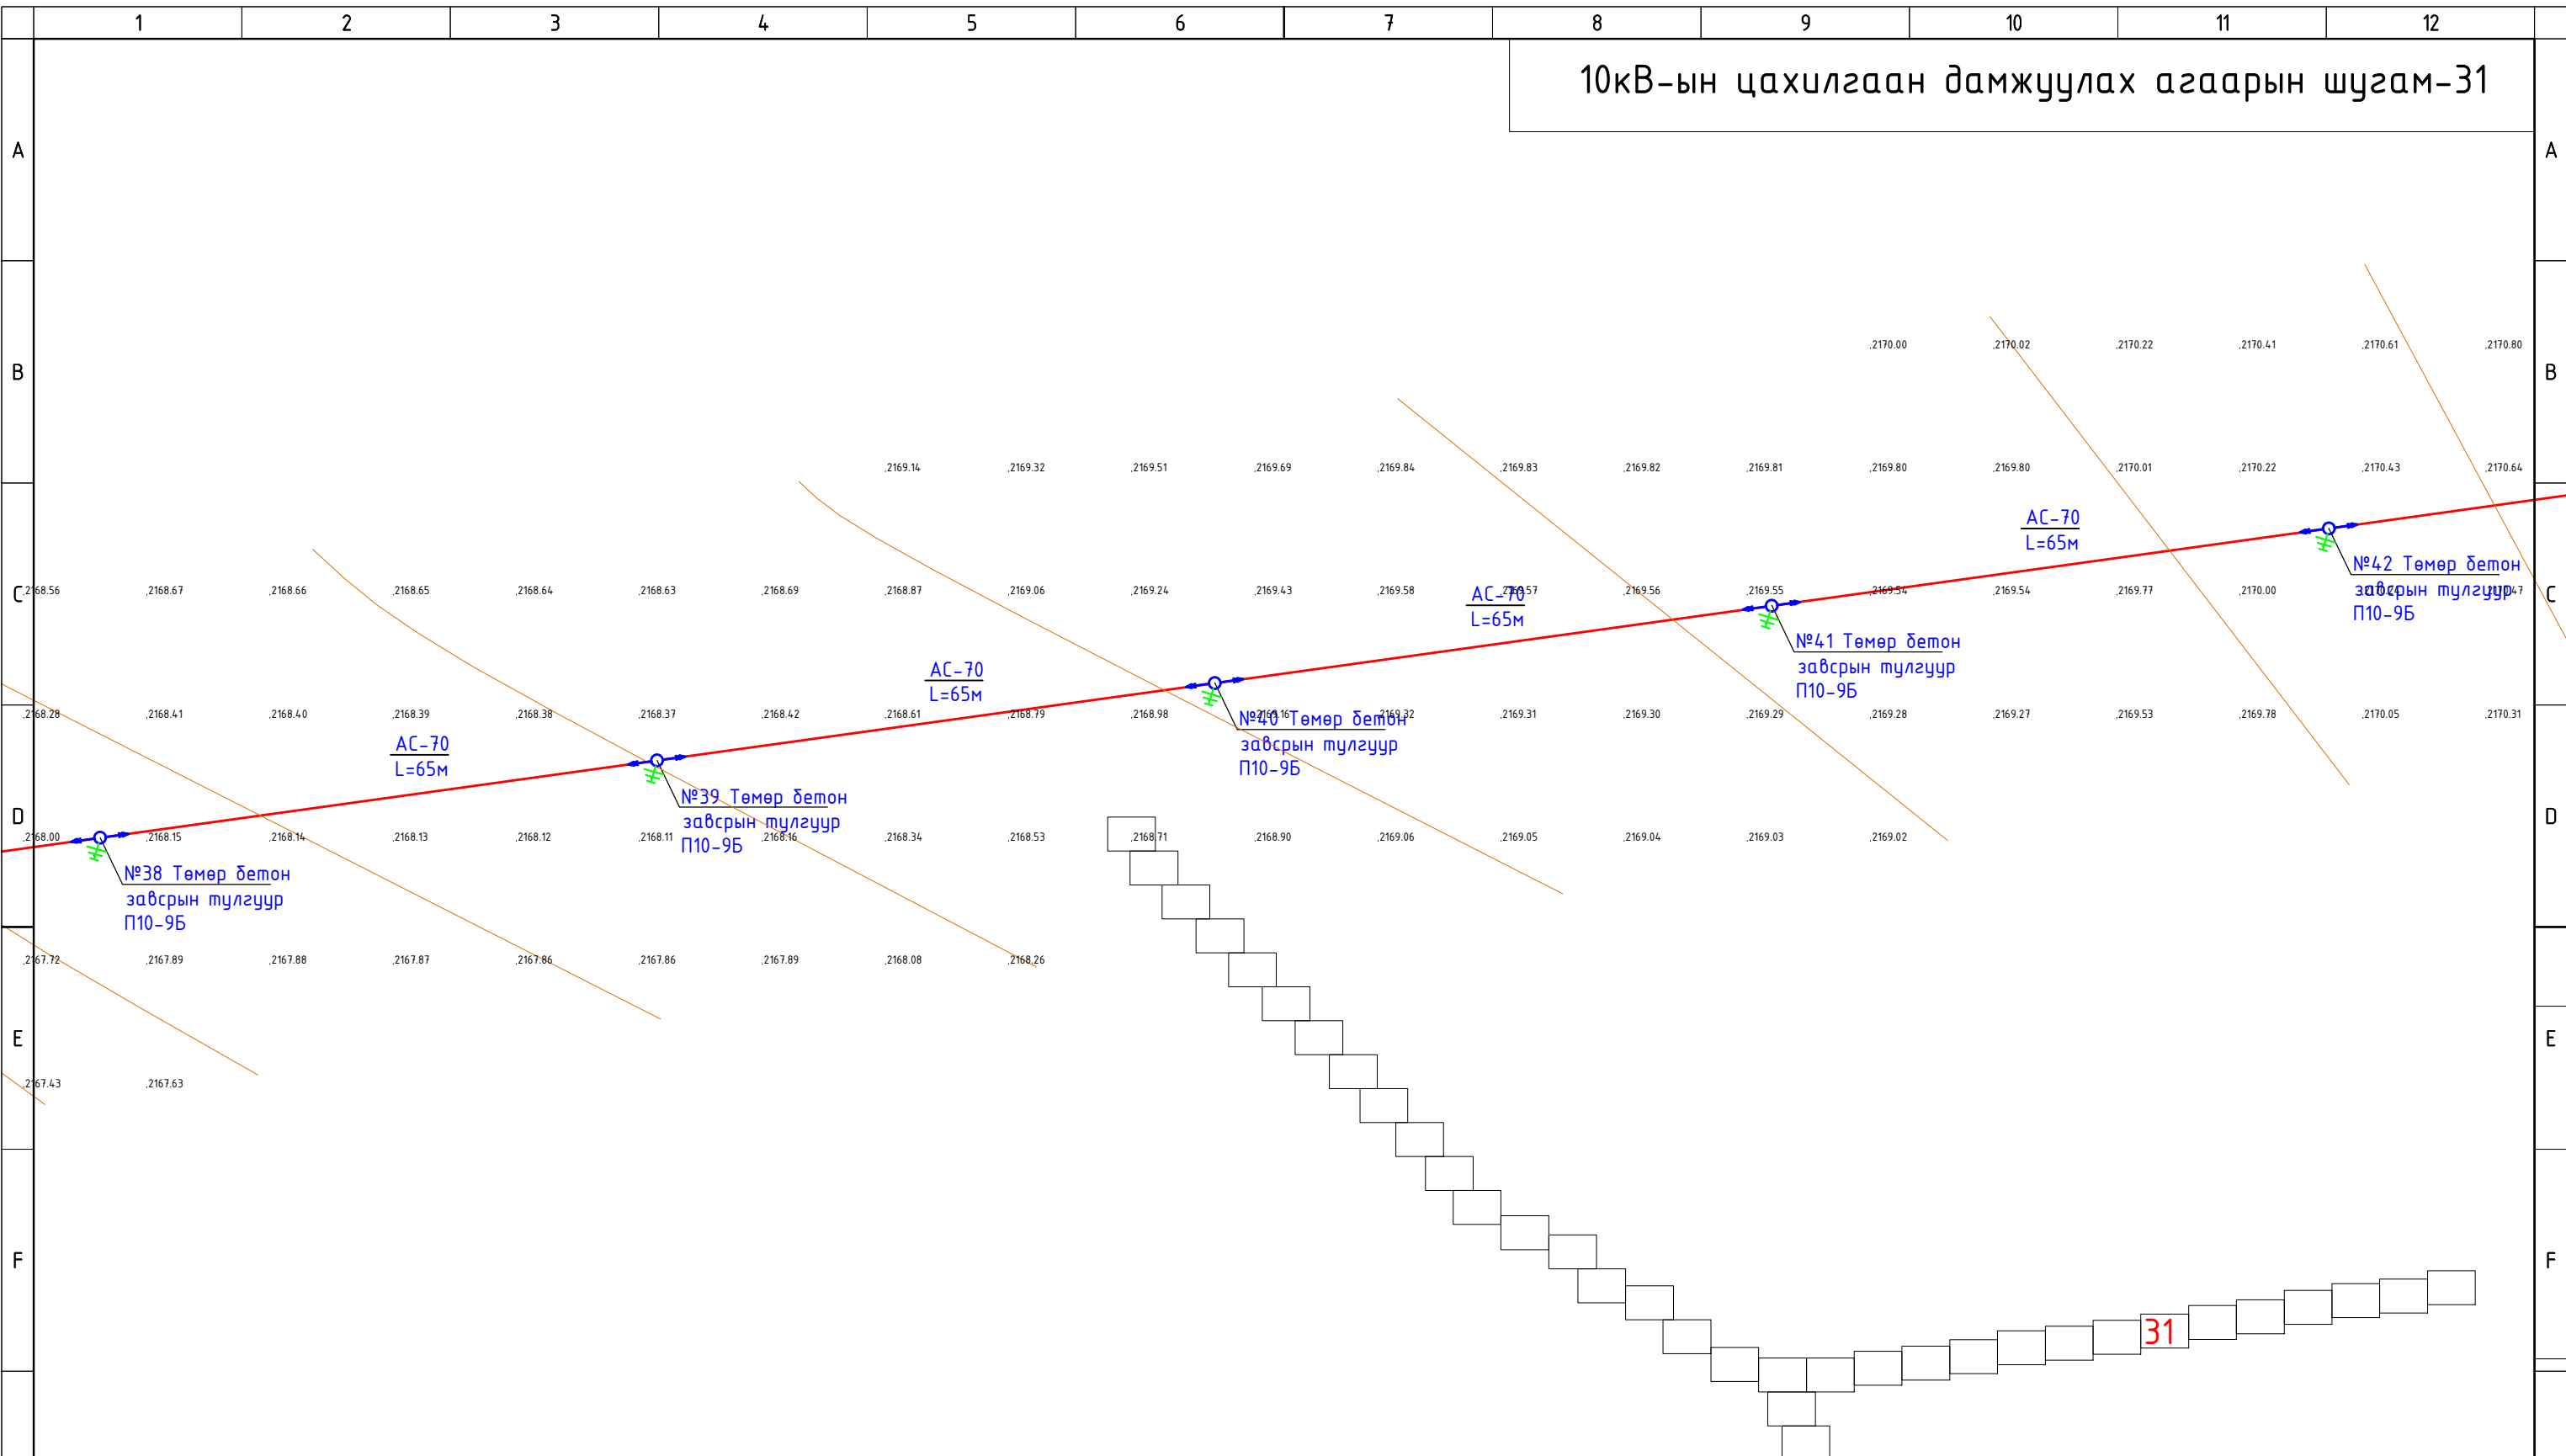 1 2 3 4 5 6 7 8 9 10 11 12
10кВ-ын цахилгаан дамжуулах агаарын шугам-31
A A
B B
C C
D D
E E
F F
2170.00 2170.02 2170.22 2170.41 2170.61 2170.80
2169.14 2169.32 2169.51 2169.69 2169.84 2169.83 2169.82 2169.81 2169.80 2169.80 2170.01 2170.22 2170.43 2170.64
2168.56 2168.67 2168.66 2168.65 2168.64 2168.63 2168.69 2168.87 2169.06 2169.24 2169.43 2169.58 2169.57 2169.56 2169.55 2169.54 2169.54 2169.77 2170.00
2168.28 2168.41 2168.40 2168.39 2168.38 2168.37 2168.42 2168.61 2168.79 2168.98 2169.16 2169.32 2169.31 2169.30 2169.29 2169.28 2169.27 2169.53 2169.78 2170.05 2170.31
2168.00 2168.15 2168.14 2168.13 2168.12 2168.11 2168.16 2168.34 2168.53 2168.71 2168.90 2169.06 2169.05 2169.04 2169.03 2169.02
2167.72 2167.89 2167.88 2167.87 2167.86 2167.86 2167.89 2168.08 2168.26
2167.43 2167.63
№38 Төмөр бетон
завсрын тулгуур
П10-9Б
АС-70
L=65м
№39 Төмөр бетон
завсрын тулгуур
П10-9Б
АС-70
L=65м
№40 Төмөр бетон
завсрын тулгуур
П10-9Б
АС-70
L=65м
№41 Төмөр бетон
завсрын тулгуур
П10-9Б
АС-70
L=65м
№42 Төмөр бетон
завсрын тулгуур
П10-9Б
31